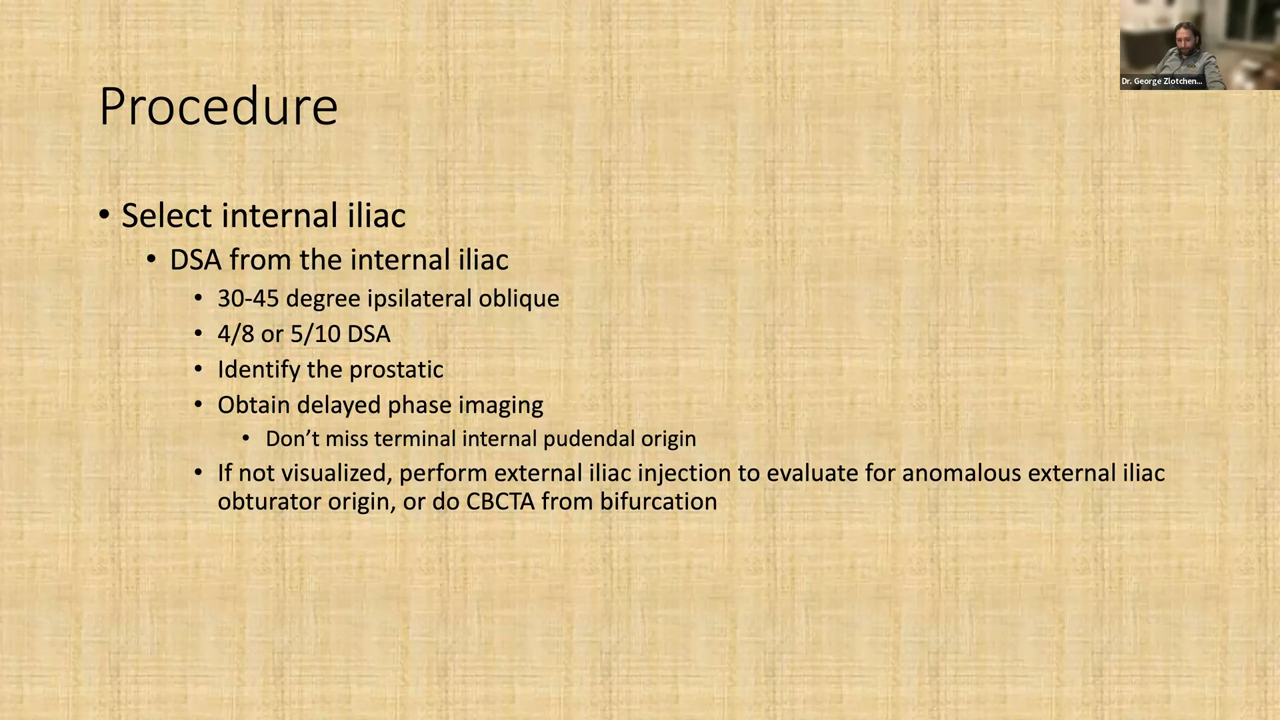 Dr. George Zlotchen...
Procedure
• Select internal iliac
• DSA from the internal iliac
• 30-45 degree ipsilateral oblique
• 4/8 or 5/10 DSA
• Identify the prostatic
• Obtain delayed phase imaging
• Don’t miss terminal internal pudendal origin
• If not visualized, perform external iliac injection to evaluate for anomalous external iliac
obturator origin, or do CBCTA from bifurcation